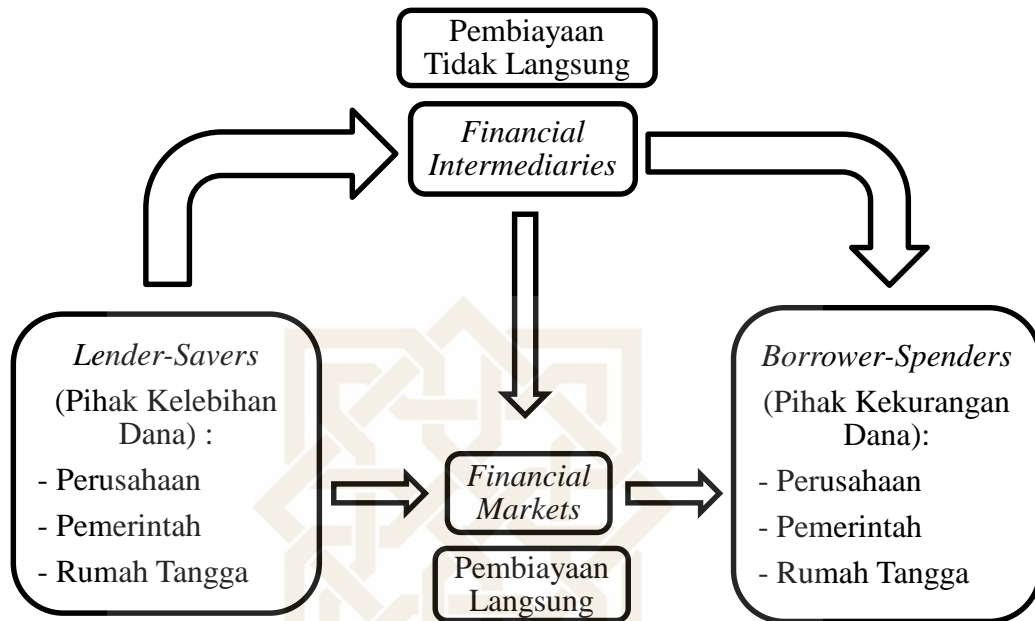 Pembiayaan
Tidak Langsung
Financial
Intermediaries
Lender-Savers
(Pihak Kelebihan
Dana) :
- Perusahaan
- Pemerintah
- Rumah Tangga
Financial
Markets
Pembiayaan
Langsung
Borrower-Spenders
(Pihak Kekurangan
Dana):
- Perusahaan
- Pemerintah
- Rumah Tangga